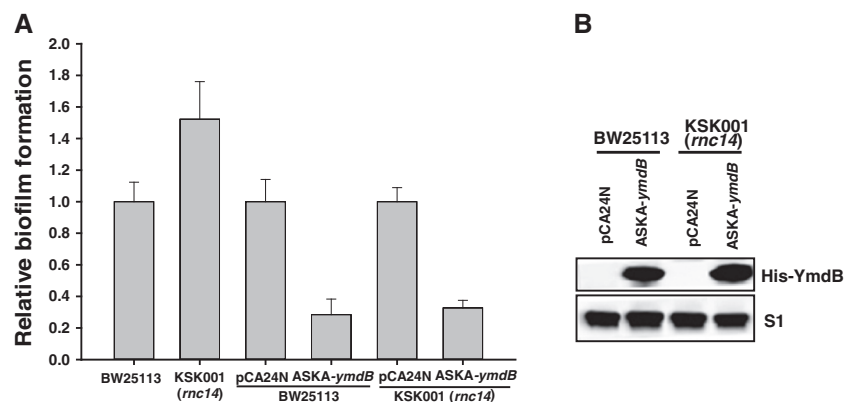 A
Relative biofilm formation
2.0
1.8
1.6
1.4
1.2
1.0
0.8
0.6
0.4
0.2
0.0
BW25113
KSK001
(rnc14)
pCA24N ASKA-ymdB
BW25113
pCA24N ASKA-ymdB
KSK001 (rnc14)
B
BW25113
KSK001
(rnc14)
pCA24N
ASKA-ymdB
pCA24N
ASKA-ymdB
His-YmdB
S1